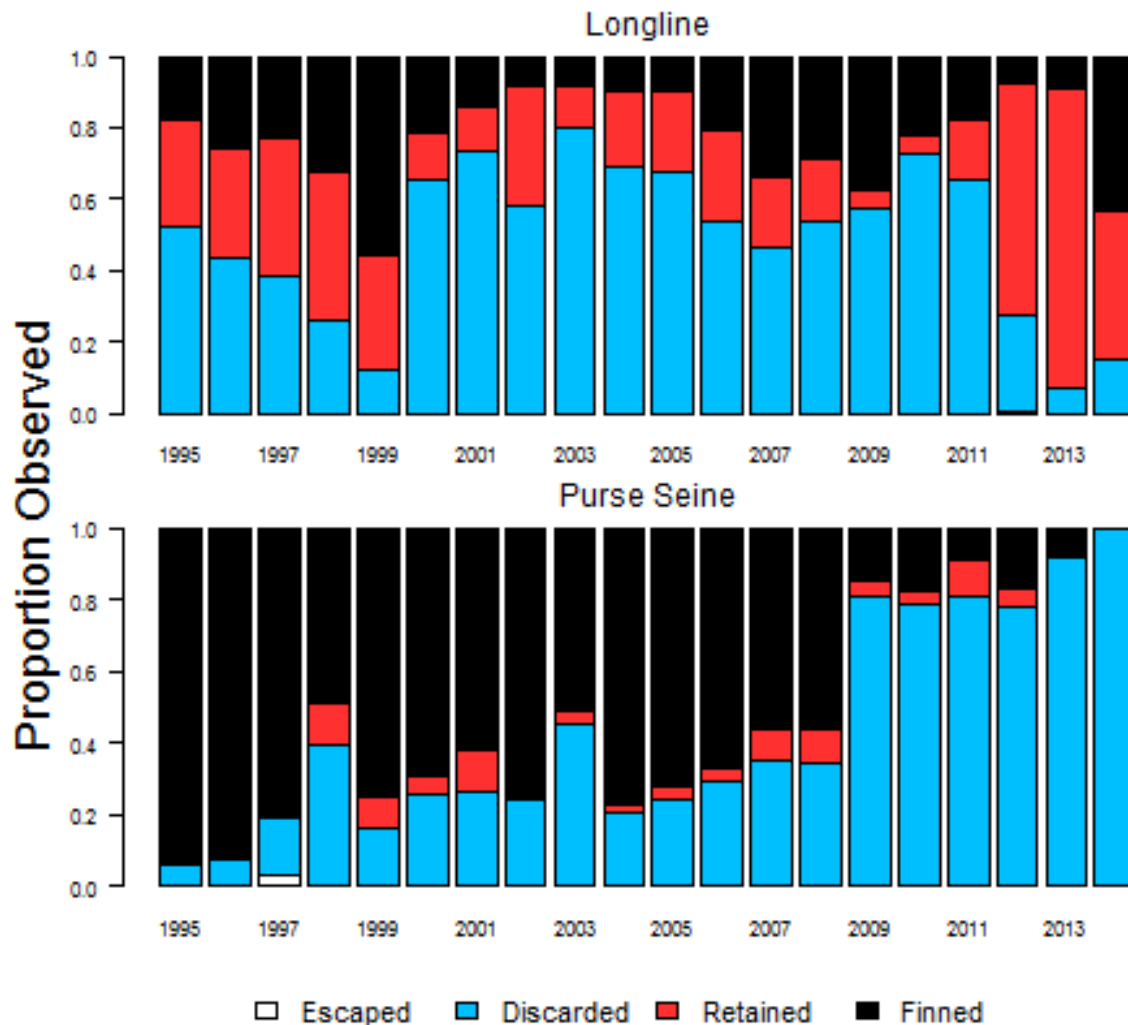 Longline
1.0
0.8
0.6
0.4
0.2
0.0
1995 1997 1999 2001 2003 2005 2007 2009 2011 2013
Proportion Observed
Purse Seine
1.0
0.8
0.6
0.4
0.2
0.0
1995 1997 1999 2001 2003 2005 2007 2009 2011 2013
Escaped Discarded Retained Finned